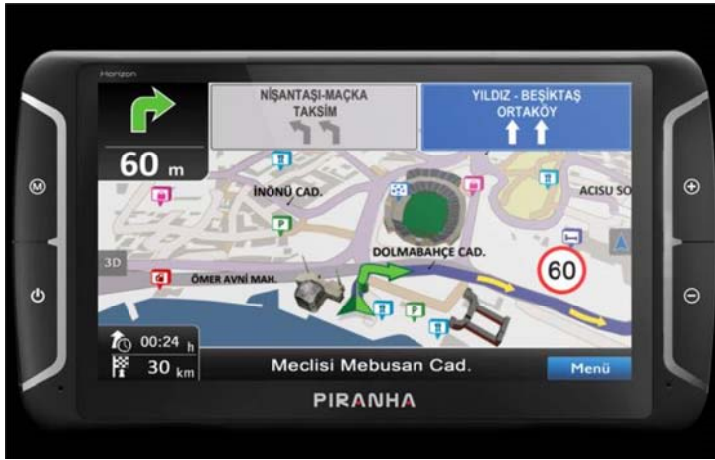 Horizon
NİŞANTAŞI-MAÇKA
TAKSİM
YILDIZ - BEŞİKTAŞ
ORTAKÖY
60 m
M
İNÖNÜ CAD.
P
ACISU SO
3D
DOLMABAHÇE CAD.
60
ÖMER AVNİ MAH.
P
00:24 h
30 km
Meclisi Mebusan Cad.
Menü
PIRANHA